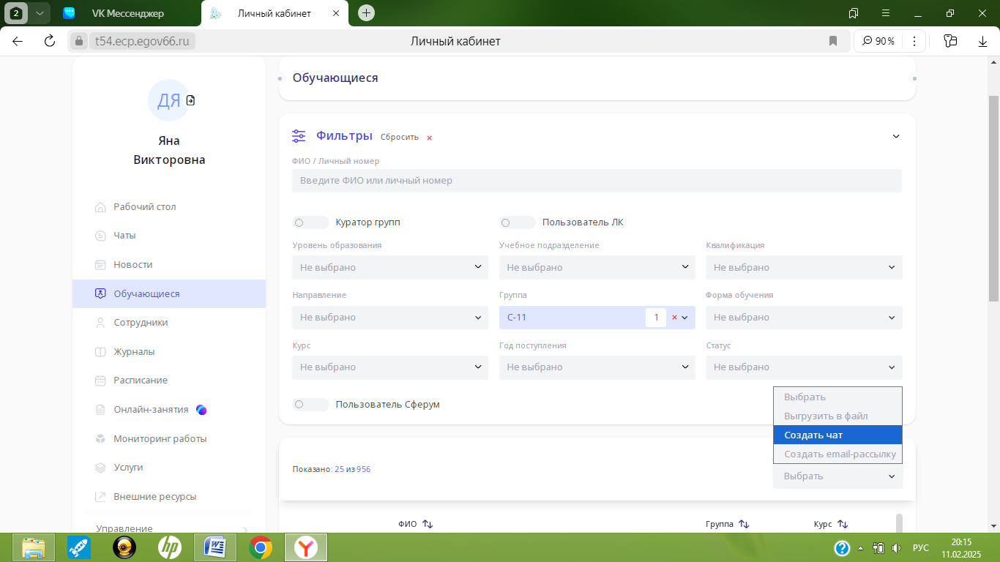 2
VK Мессенджер
Личный кабинет
t54.ecp.egov66.ru
Личный кабинет
90%
ДЯ
Яна
Викторовна
Рабочий стол
Чаты
Новости
Обучающиеся
Сотрудники
Журналы
Расписание
Онлайн-занятия
Мониторинг работы
Услуги
Внешние ресурсы
Управление
Обучающиеся
Фильтры Сбросить
ФИО / Личный номер
Введите ФИО или личный номер
Куратор групп Пользователь ЛК
Уровень образования Учебное подразделение Квалификация
Не выбрано Не выбрано Не выбрано
Направление Группа Форма обучения
Не выбрано С-11 1 Не выбрано
Курс Год поступления Статус
Не выбрано Не выбрано Не выбрано
Пользователь Сферум
Выбрать
Выгрузить в файл
Создать чат
Создать email-рассылку
Показано: 25 из 956
Выбрать
ФИО Группа Курс
hp
W
Y
?
РУС
20:15
11.02.2025